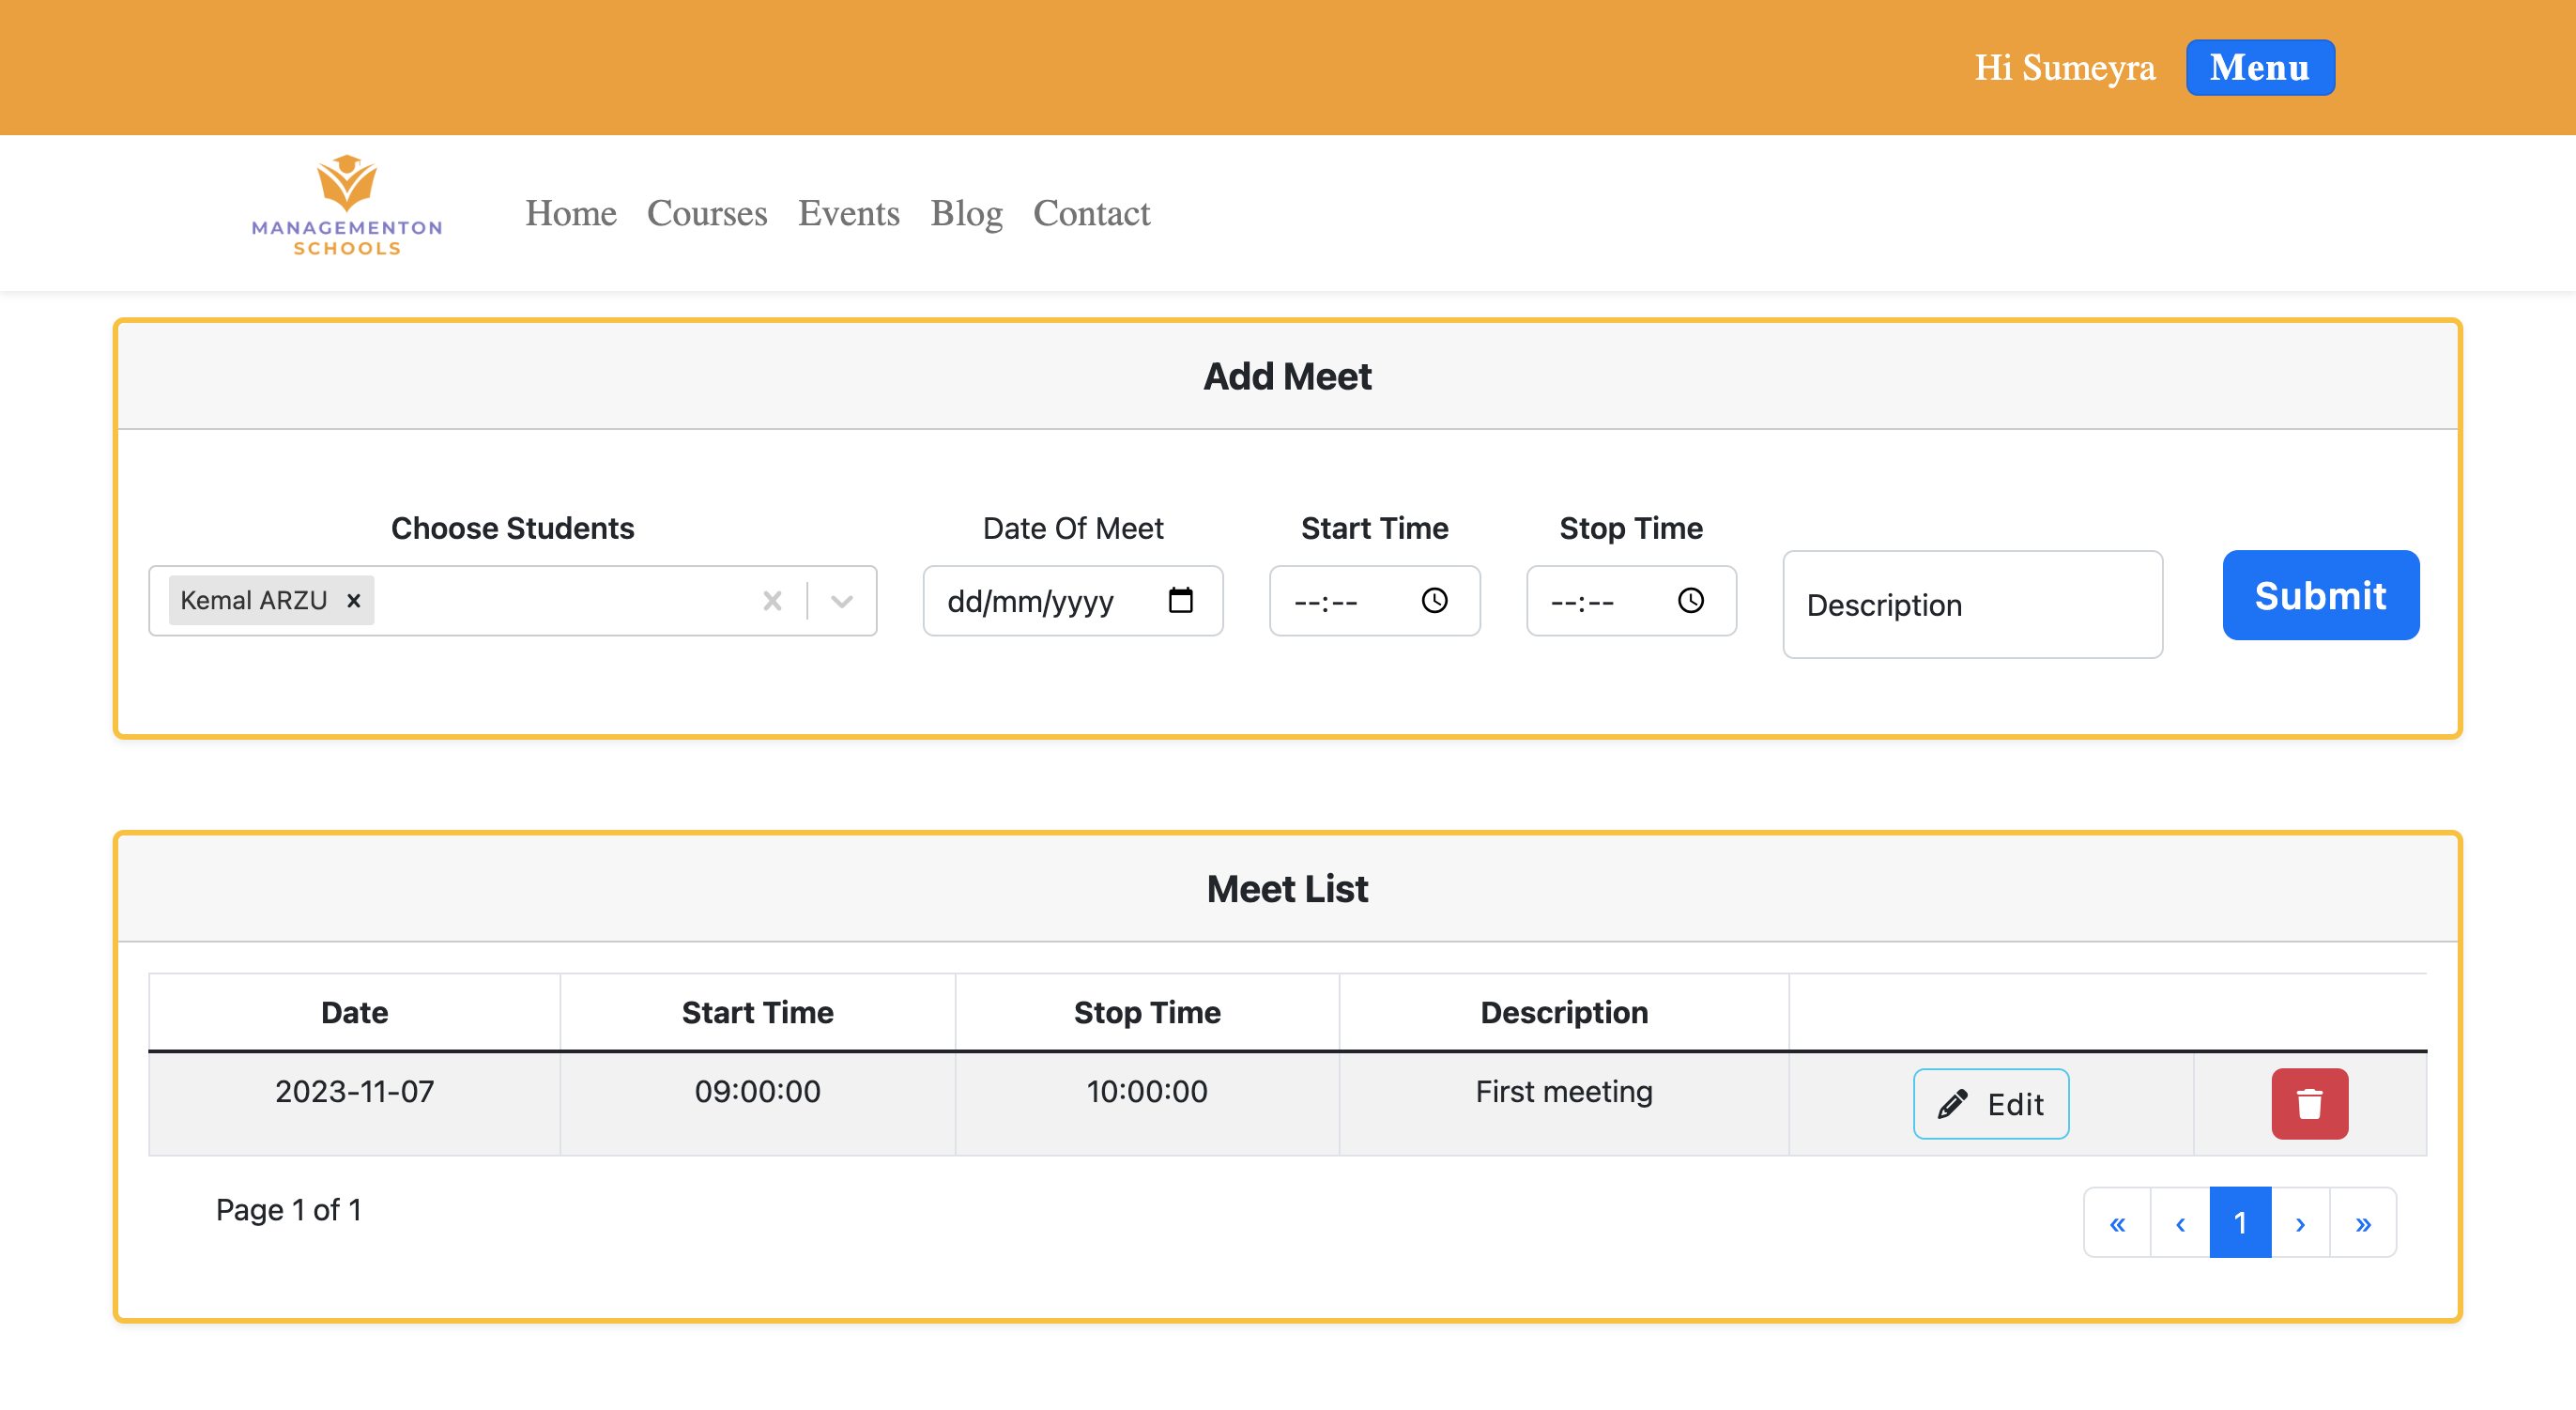 Hi Sumeyra Menu
MANAGEMENTON
SCHOOLS
Home Courses Events Blog Contact
Add Meet
Choose Students Date Of Meet Start Time Stop Time
Kemal ARZU × dd/mm/yyyy --:-- --:-- Description Submit
Meet List
Date Start Time Stop Time Description
2023-11-07 09:00:00 10:00:00 First meeting Edit
Page 1 of 1 « ‹ 1 › »